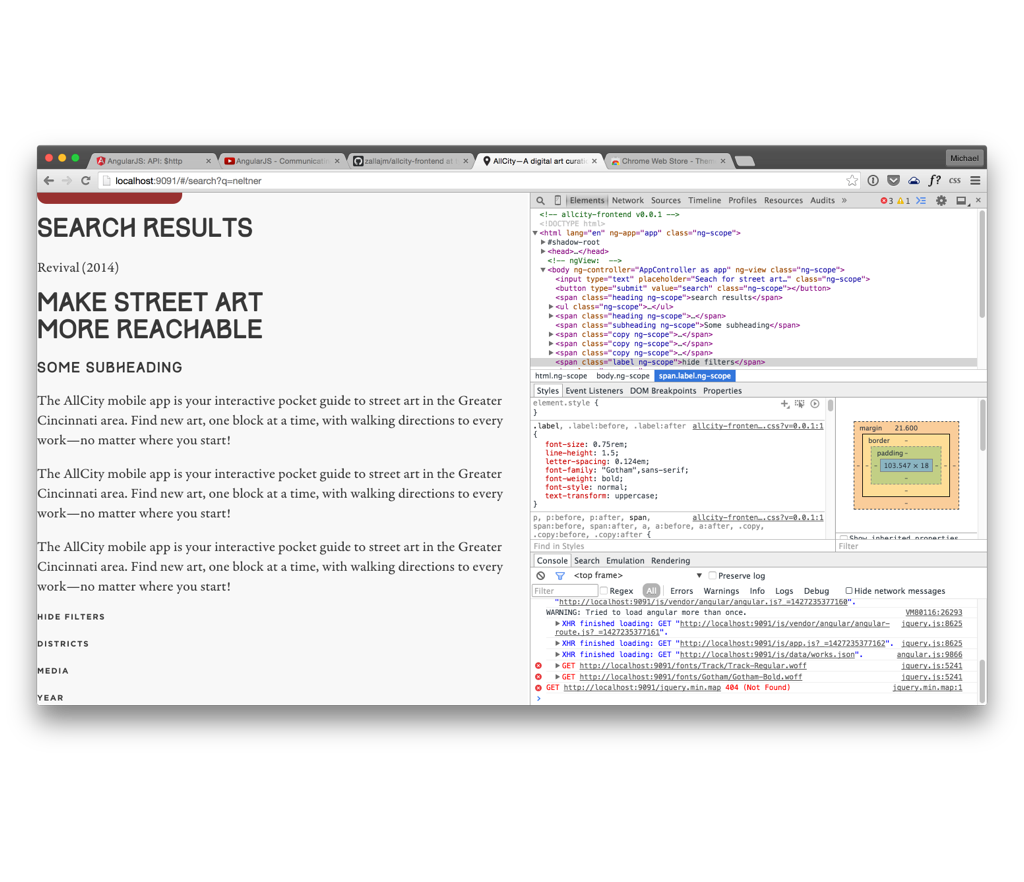 AngularJS: API: $http
AngularJS - Communicatin
zallajm/allcity-frontend at
AllCity—A digital art curati
Chrome Web Store - Them
Michael
localhost:9091/#/search?q=neltner
f?
css
SEARCH RESULTS
Revival (2014)
MAKE STREET ART
MORE REACHABLE
SOME SUBHEADING
The AllCity mobile app is your interactive pocket guide to street art in the Greater
Cincinnati area. Find new art, one block at a time, with walking directions to every
work—no matter where you start!
The AllCity mobile app is your interactive pocket guide to street art in the Greater
Cincinnati area. Find new art, one block at a time, with walking directions to every
work—no matter where you start!
The AllCity mobile app is your interactive pocket guide to street art in the Greater
Cincinnati area. Find new art, one block at a time, with walking directions to every
work—no matter where you start!
HIDE FILTERS
DISTRICTS
MEDIA
YEAR
Elements Network Sources Timeline Profiles Resources Audits » 3 1
<!-- allcity-frontend v0.0.1 -->
<!DOCTYPE html>
<html lang="en" ng-app="app" class="ng-scope">
#shadow-root
<head>…</head>
<!-- ngView:  -->
<body ng-controller="AppController as app" ng-view class="ng-scope">
<input type="text" placeholder="Seach for street art…" class="ng-scope">
<button type="submit" value="search" class="ng-scope"></button>
<span class="heading ng-scope">search results</span>
<ul class="ng-scope">…</ul>
<span class="heading ng-scope">…</span>
<span class="subheading ng-scope">Some subheading</span>
<span class="copy ng-scope">…</span>
<span class="copy ng-scope">…</span>
<span class="copy ng-scope">…</span>
<span class="label ng-scope">hide filters</span>
html.ng-scope body.ng-scope span.label.ng-scope
Styles Event Listeners DOM Breakpoints Properties
element.style {
}
.label, .label:before, .label:after allcity-fronten….css?v=0.0.1:1
{
font-size: 0.75rem;
line-height: 1.5;
letter-spacing: 0.124em;
font-family: "Gotham",sans-serif;
font-weight: bold;
font-style: normal;
text-transform: uppercase;
}
p, p:before, p:after, span, allcity-fronten….css?v=0.0.1:1
span:before, span:after, a, a:before, a:after, .copy,
.copy:before, .copy:after {
Find in Styles
margin 21.600
border -
padding -
- - - 103.547 × 18 - - -
-
-
-
Show inherited properties
Filter
Console Search Emulation Rendering
<top frame> Preserve log
Filter Regex All Errors Warnings Info Logs Debug Hide network messages
"http://localhost:9091/js/vendor/angular/angular.js?_=1427235377160".
WARNING: Tried to load angular more than once. VM80116:26293
XHR finished loading: GET "http://localhost:9091/js/vendor/angular/angular- jquery.js:8625
route.js?_=1427235377161".
XHR finished loading: GET "http://localhost:9091/js/app.js?_=1427235377162". jquery.js:8625
XHR finished loading: GET "http://localhost:9091/js/data/works.json". angular.js:9866
GET http://localhost:9091/fonts/Track/Track-Regular.woff jquery.js:5241
GET http://localhost:9091/fonts/Gotham/Gotham-Bold.woff jquery.js:5241
GET http://localhost:9091/jquery.min.map 404 (Not Found) jquery.min.map:1